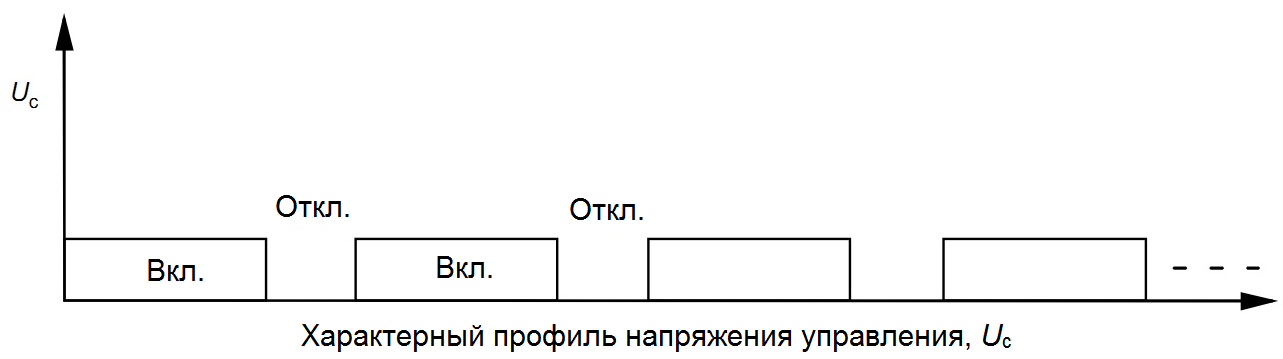 Uс
Откл. Откл.
Вкл. Вкл.
Характерный профиль напряжения управления, Uс